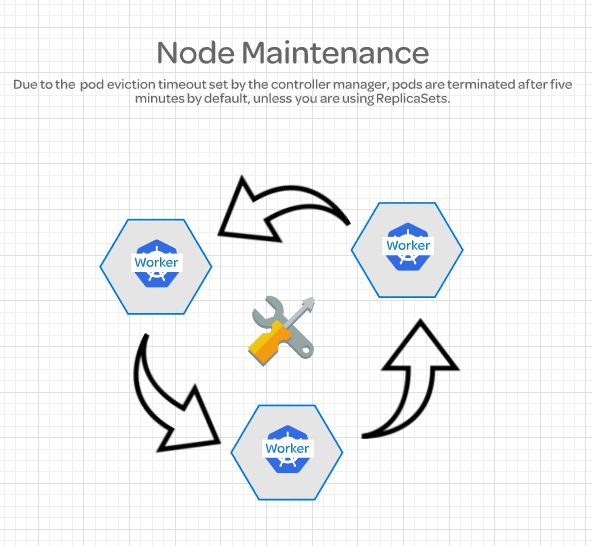 Node Maintenance
Due to the pod eviction timeout set by the controller manager, pods are terminated after five
minutes by default, unless you are using ReplicaSets.
Worker
Worker
Worker